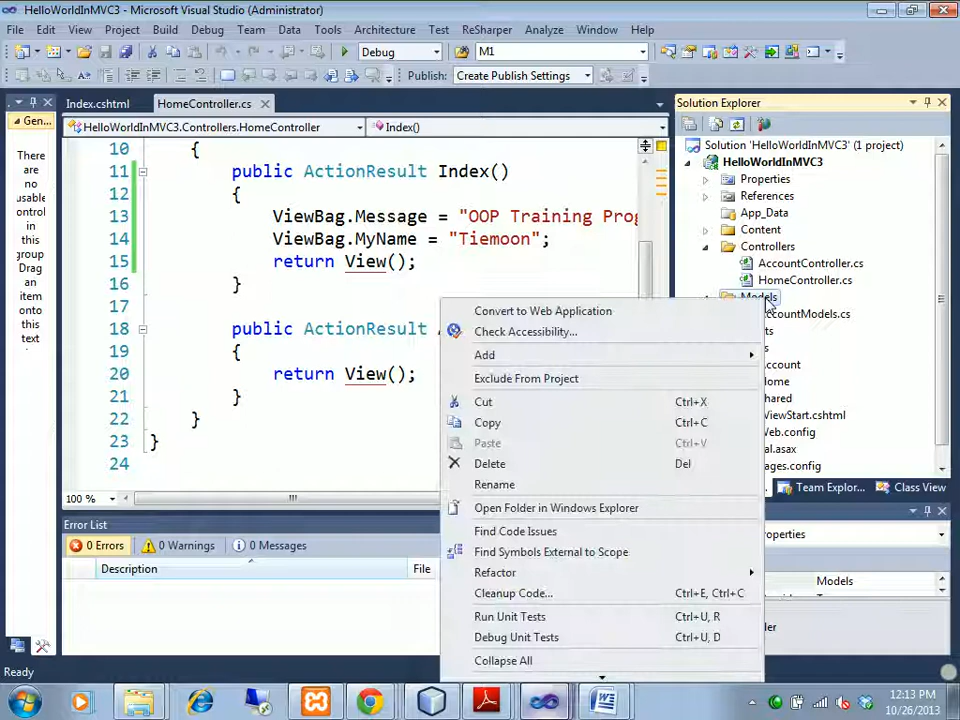 HelloWorldInMVC3 - Microsoft Visual Studio (Administrator)
File Edit View Project Build Debug Team Data Tools Architecture Test ReSharper Analyze Window Help
Debug M1
Publish: Create Publish Settings
Gen...
There are no usable control in this group Drag an item onto this text
Index.cshtml HomeController.cs
HelloWorldInMVC3.Controllers.HomeController Index()
10 {
11 public ActionResult Index()
12 {
13 ViewBag.Message = "OOP Training Prog
14 ViewBag.MyName = "Tiemoon";
15 return View();
16 }
17
18 public ActionResult
19 {
20 return View();
21 }
22 }
23 }
24
100 %
Solution Explorer
Solution 'HelloWorldInMVC3' (1 project)
HelloWorldInMVC3
Properties
References
App_Data
Content
Controllers
AccountController.cs
HomeController.cs
Models
ccountModels.cs
ts
s
ccount
ome
hared
ViewStart.cshtml
Web.config
al.asax
ages.config
Team Explor... Class View
operties
Models
Convert to Web Application
Check Accessibility...
Add
Exclude From Project
Cut Ctrl+X
Copy Ctrl+C
Paste Ctrl+V
Delete Del
Rename
Open Folder in Windows Explorer
Find Code Issues
Find Symbols External to Scope
Refactor
Cleanup Code... Ctrl+E, Ctrl+C
Run Unit Tests Ctrl+U, R
Debug Unit Tests Ctrl+U, D
Collapse All
Error List
0 Errors 0 Warnings 0 Messages
Description File
Ready
12:13 PM
10/26/2013